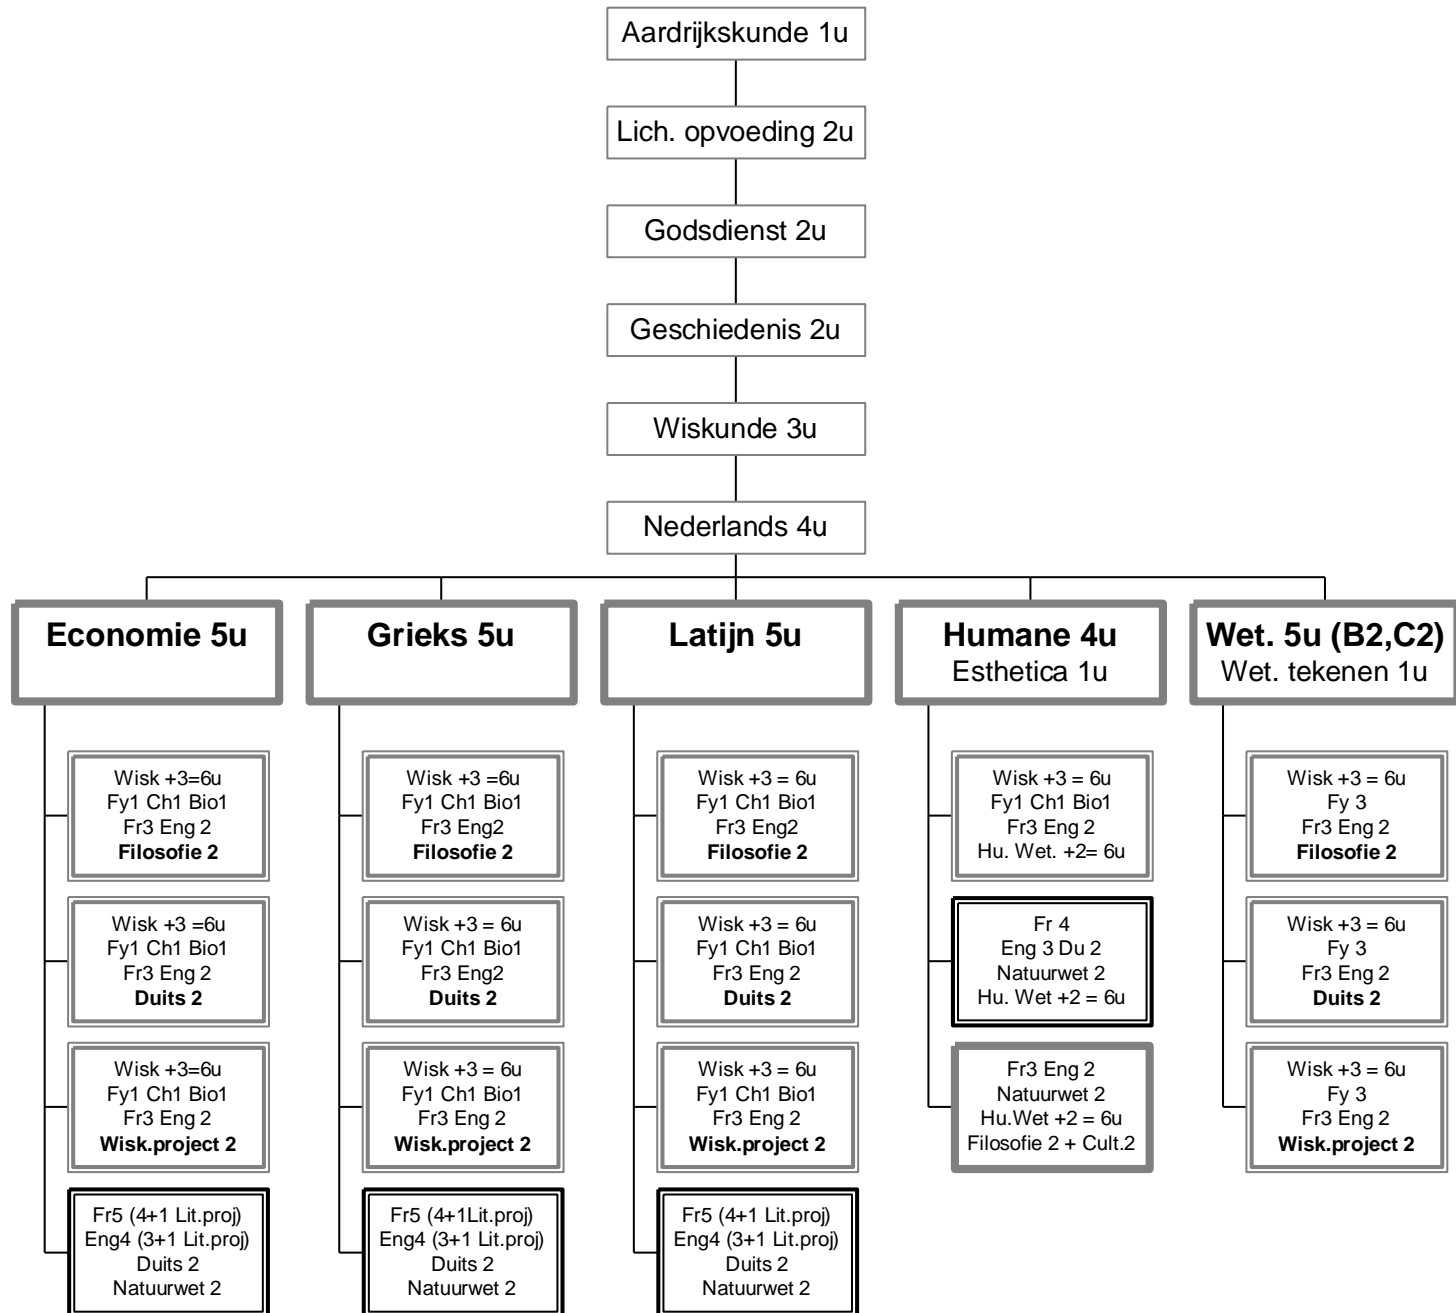 Aardrijkskunde 1u
Lich. opvoeding 2u
Godsdienst 2u
Geschiedenis 2u
Wiskunde 3u
Nederlands 4u
Economie 5u
Wisk +3=6u
Fy1 Ch1 Bio1
Fr3 Eng 2
Filosofie 2
Wisk +3 =6u
Fy1 Ch1 Bio1
Fr3 Eng 2
Duits 2
Wisk +3=6u
Fy1 Ch1 Bio1
Fr3 Eng 2
Wisk.project 2
Fr5 (4+1 Lit.proj)
Eng4 (3+1 Lit.proj)
Duits 2
Natuurwet 2
Grieks 5u
Wisk +3 =6u
Fy1 Ch1 Bio1
Fr3 Eng2
Filosofie 2
Wisk +3 = 6u
Fy1 Ch1 Bio1
Fr3 Eng2
Duits 2
Wisk +3 = 6u
Fy1 Ch1 Bio1
Fr3 Eng 2
Wisk.project 2
Fr5 (4+1Lit.proj)
Eng4 (3+1 Lit.proj)
Duits 2
Natuurwet 2
Latijn 5u
Wisk +3 = 6u
Fy1 Ch1 Bio1
Fr3 Eng2
Filosofie 2
Wisk +3 = 6u
Fy1 Ch1 Bio1
Fr3 Eng 2
Duits 2
Wisk +3 = 6u
Fy1 Ch1 Bio1
Fr3 Eng 2
Wisk.project 2
Fr5 (4+1 Lit.proj)
Eng4 (3+1 Lit.proj)
Duits 2
Natuurwet 2
Humane 4u
Esthetica 1u
Wisk +3 = 6u
Fy1 Ch1 Bio1
Fr3 Eng 2
Hu. Wet. +2= 6u
Fr 4
Eng 3 Du 2
Natuurwet 2
Hu. Wet +2 = 6u
Fr3 Eng 2
Natuurwet 2
Hu.Wet +2 = 6u
Filosofie 2 + Cult.2
Wet. 5u (B2,C2)
Wet. tekenen 1u
Wisk +3 = 6u
Fy 3
Fr3 Eng 2
Filosofie 2
Wisk +3 = 6u
Fy 3
Fr3 Eng 2
Duits 2
Wisk +3 = 6u
Fy 3
Fr3 Eng 2
Wisk.project 2